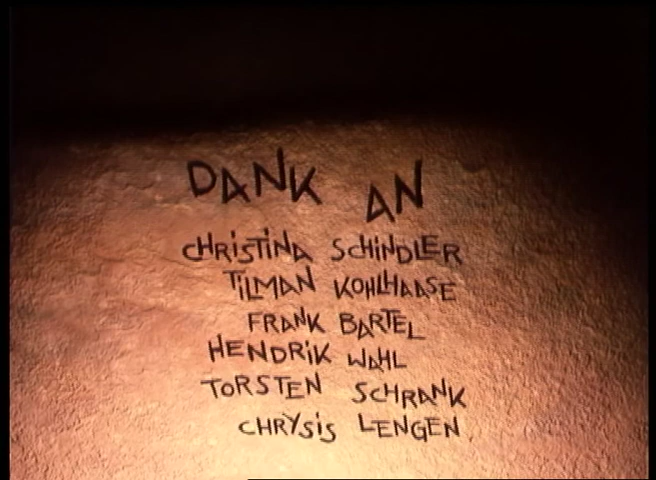 DANK AN
CHRiSTiNA SCHiNDLER
TiLMAN KOHLHAASE
FRANK BARTEL
HENDRiK WAHL
TORSTEN SCHRANK
CHRYSiS LENGEN